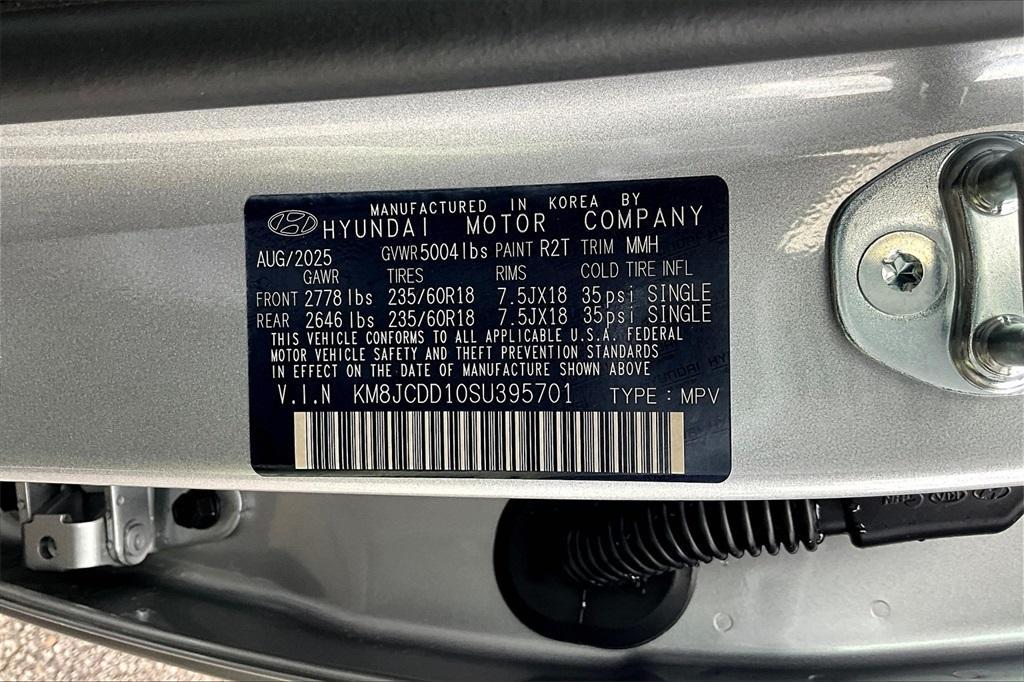 MANUFACTURED IN KOREA BY
HYUNDAI MOTOR COMPANY
AUG/2025 GVWR 5004 lbs PAINT R2T TRIM MMH
GAWR TIRES RIMS COLD TIRE INFL
FRONT 2778 lbs 235/60R18 7.5JX18 35psi SINGLE
REAR 2646 lbs 235/60R18 7.5JX18 35psi SINGLE
THIS VEHICLE CONFORMS TO ALL APPLICABLE U.S.A. FEDERAL
MOTOR VEHICLE SAFETY AND THEFT PREVENTION STANDARDS
IN EFFECT ON THE DATE OF MANUFACTURE SHOWN ABOVE
V.I.N KM8JCDD10SU395701 TYPE : MPV